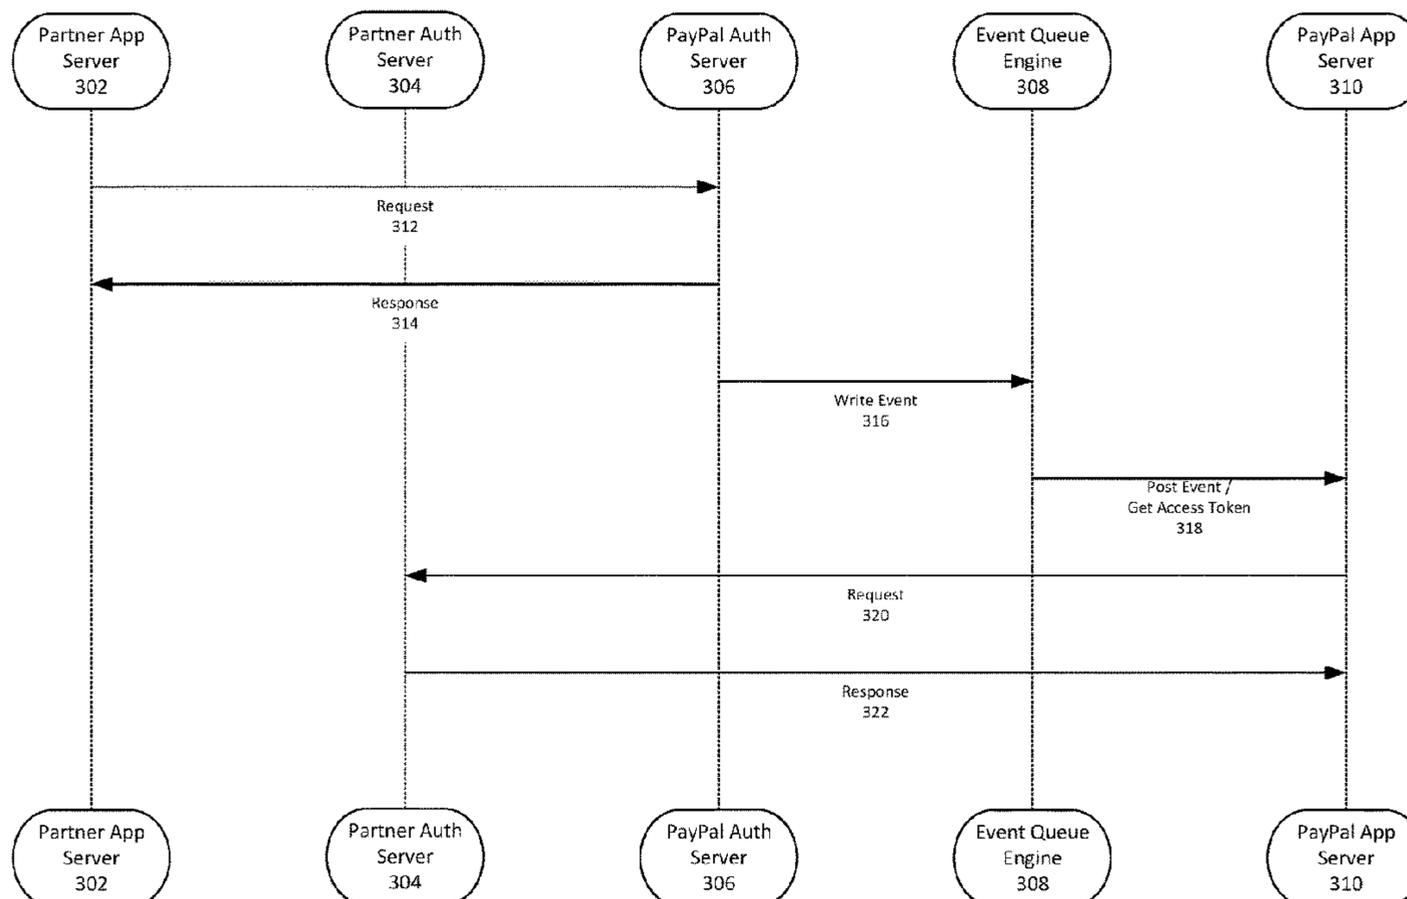 Partner App
Server
302
Partner Auth
Server
304
PayPal Auth
Server
306
Event Queue
Engine
308
PayPal App
Server
310
Request
312
Response
314
Write Event
316
Post Event /
Get Access Token
318
Request
320
Response
322
Partner App
Server
302
Partner Auth
Server
304
PayPal Auth
Server
306
Event Queue
Engine
308
PayPal App
Server
310